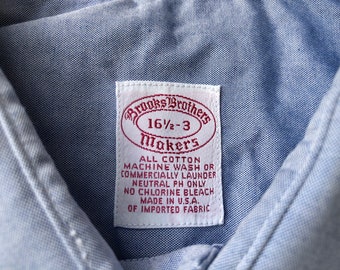 Brooks Brothers
16½-3
Makers
ALL COTTON
MACHINE WASH OR
COMMERCIALLY LAUNDER
NEUTRAL PH ONLY
NO CHLORINE BLEACH
MADE IN U.S.A.
OF IMPORTED FABRIC